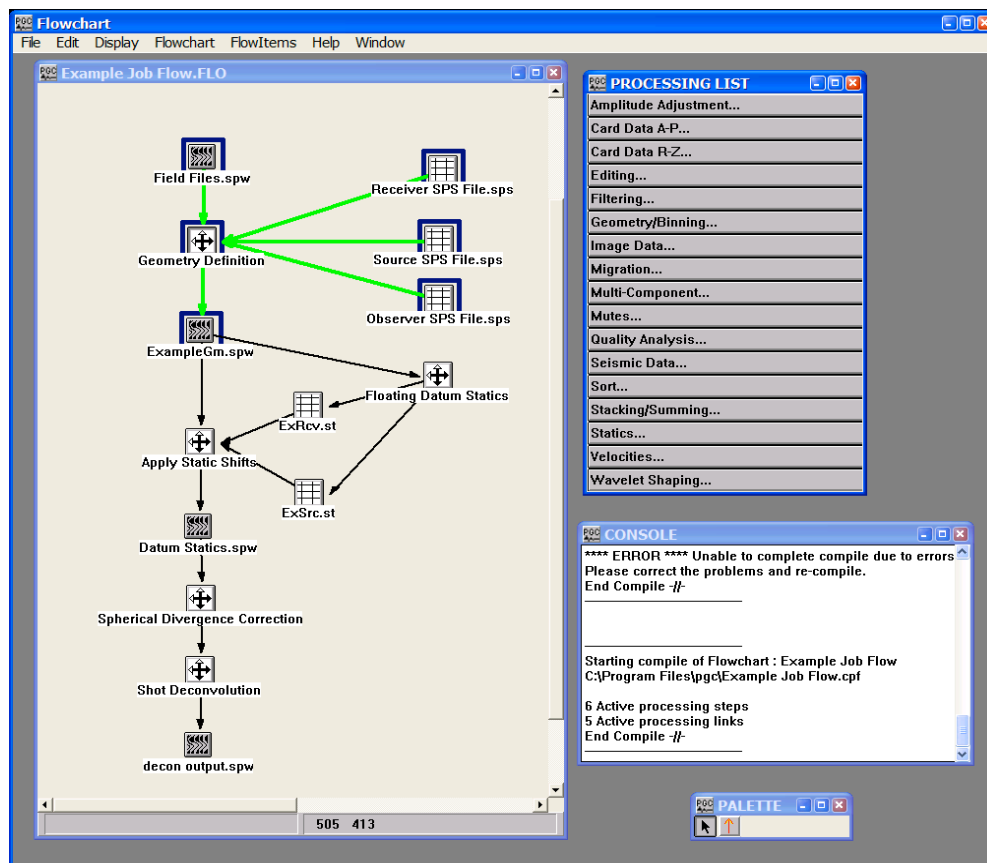 Flowchart
File Edit Display Flowchart FlowItems Help Window
PGC Example Job Flow.FLO
Field Files.spw
Receiver SPS File.sps
Geometry Definition
Source SPS File.sps
Observer SPS File.sps
ExampleGm.spw
Floating Datum Statics
ExRcv.st
Apply Static Shifts
ExSrc.st
Datum Statics.spw
Spherical Divergence Correction
Shot Deconvolution
decon output.spw
505 413
PGC PROCESSING LIST
Amplitude Adjustment...
Card Data A-P...
Card Data R-Z...
Editing...
Filtering...
Geometry/Binning...
Image Data...
Migration...
Multi-Component...
Mutes...
Quality Analysis...
Seismic Data...
Sort...
Stacking/Summing...
Statics...
Velocities...
Wavelet Shaping...
PGC CONSOLE
**** ERROR **** Unable to complete compile due to errors
Please correct the problems and re-compile.
End Compile -//-
Starting compile of Flowchart : Example Job Flow
C:\Program Files\pgc\Example Job Flow.cpf
6 Active processing steps
5 Active processing links
End Compile -//-
PGC PALETTE